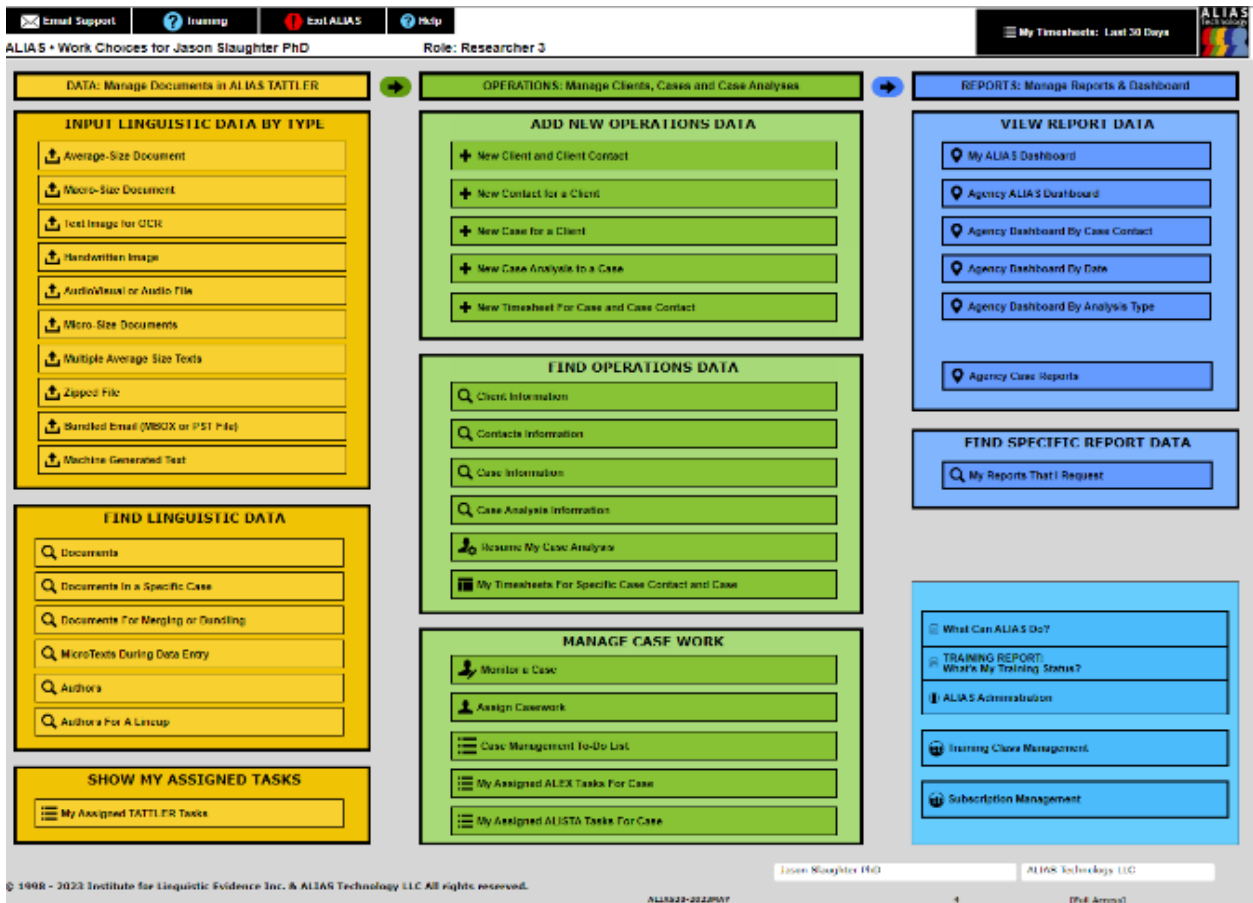 Email Support
Training
Exit ALIAS
Help
My Timesheets: Last 30 Days
ALIAS Technology
ALIAS • Work Choices for Jason Slaughter PhD
Role: Researcher 3
DATA: Manage Documents in ALIAS TATTLER
OPERATIONS: Manage Clients, Cases and Case Analyses
REPORTS: Manage Reports & Dashboard
INPUT LINGUISTIC DATA BY TYPE
Average-Size Document
Macro-Size Document
Text Image for OCR
Handwritten Image
AudioVisual or Audio File
Micro-Size Documents
Multiple Average Size Texts
Zipped File
Bundled Email (MBOX or PST File)
Machine Generated Text
FIND LINGUISTIC DATA
Documents
Documents In a Specific Case
Documents For Merging or Bundling
MicroTexts During Data Entry
Authors
Authors For A Lineup
SHOW MY ASSIGNED TASKS
My Assigned TATTLER Tasks
ADD NEW OPERATIONS DATA
New Client and Client Contact
New Contact for a Client
New Case for a Client
New Case Analysis to a Case
New Timesheet For Case and Case Contact
FIND OPERATIONS DATA
Client Information
Contacts Information
Case Information
Case Analysis Information
Resume My Case Analysis
My Timesheets For Specific Case Contact and Case
MANAGE CASE WORK
Monitor a Case
Assign Casework
Case Management To-Do List
My Assigned ALEX Tasks For Case
My Assigned ALISTA Tasks For Case
VIEW REPORT DATA
My ALIAS Dashboard
Agency ALIAS Dashboard
Agency Dashboard By Case Contact
Agency Dashboard By Date
Agency Dashboard By Analysis Type
Agency Case Reports
FIND SPECIFIC REPORT DATA
My Reports That I Request
What Can ALIAS Do?
TRAINING REPORT:
What's My Training Status?
ALIAS Administration
Training Class Management
Subscription Management
Jason Slaughter PhD
ALIAS Technology LLC
© 1998 - 2023 Institute for Linguistic Evidence Inc. & ALIAS Technology LLC All rights reserved.
ALIAS20-2023MAY
4
[Full Access]